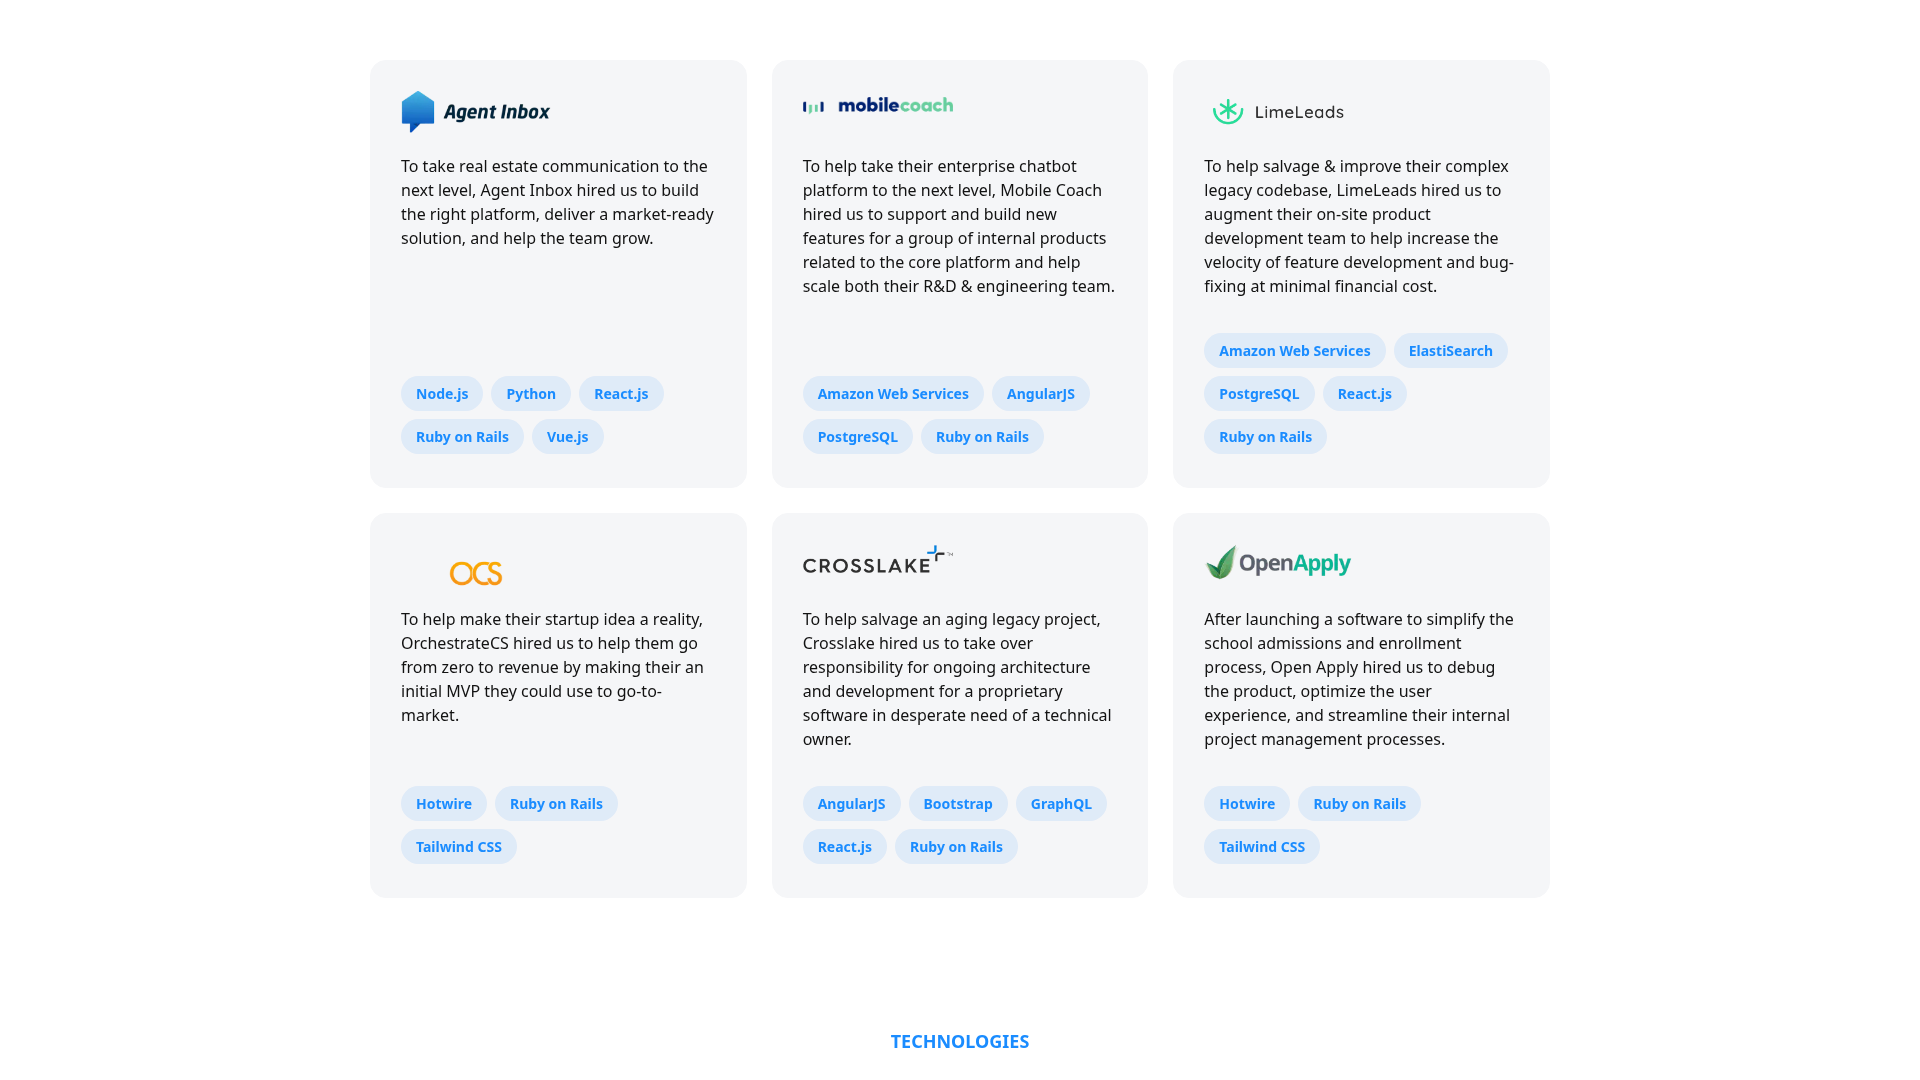 Agent Inbox
To take real estate communication to the
next level, Agent Inbox hired us to build
the right platform, deliver a market-ready
solution, and help the team grow.
Node.js
Python
React.js
Ruby on Rails
Vue.js
mobilecoach
To help take their enterprise chatbot
platform to the next level, Mobile Coach
hired us to support and build new
features for a group of internal products
related to the core platform and help
scale both their R&D & engineering team.
Amazon Web Services
AngularJS
PostgreSQL
Ruby on Rails
LimeLeads
To help salvage & improve their complex
legacy codebase, LimeLeads hired us to
augment their on-site product
development team to help increase the
velocity of feature development and bug-
fixing at minimal financial cost.
Amazon Web Services
ElastiSearch
PostgreSQL
React.js
Ruby on Rails
OCS
To help make their startup idea a reality,
OrchestrateCS hired us to help them go
from zero to revenue by making their an
initial MVP they could use to go-to-
market.
Hotwire
Ruby on Rails
Tailwind CSS
CROSSLAKE™
To help salvage an aging legacy project,
Crosslake hired us to take over
responsibility for ongoing architecture
and development for a proprietary
software in desperate need of a technical
owner.
AngularJS
Bootstrap
GraphQL
React.js
Ruby on Rails
OpenApply
After launching a software to simplify the
school admissions and enrollment
process, Open Apply hired us to debug
the product, optimize the user
experience, and streamline their internal
project management processes.
Hotwire
Ruby on Rails
Tailwind CSS
TECHNOLOGIES